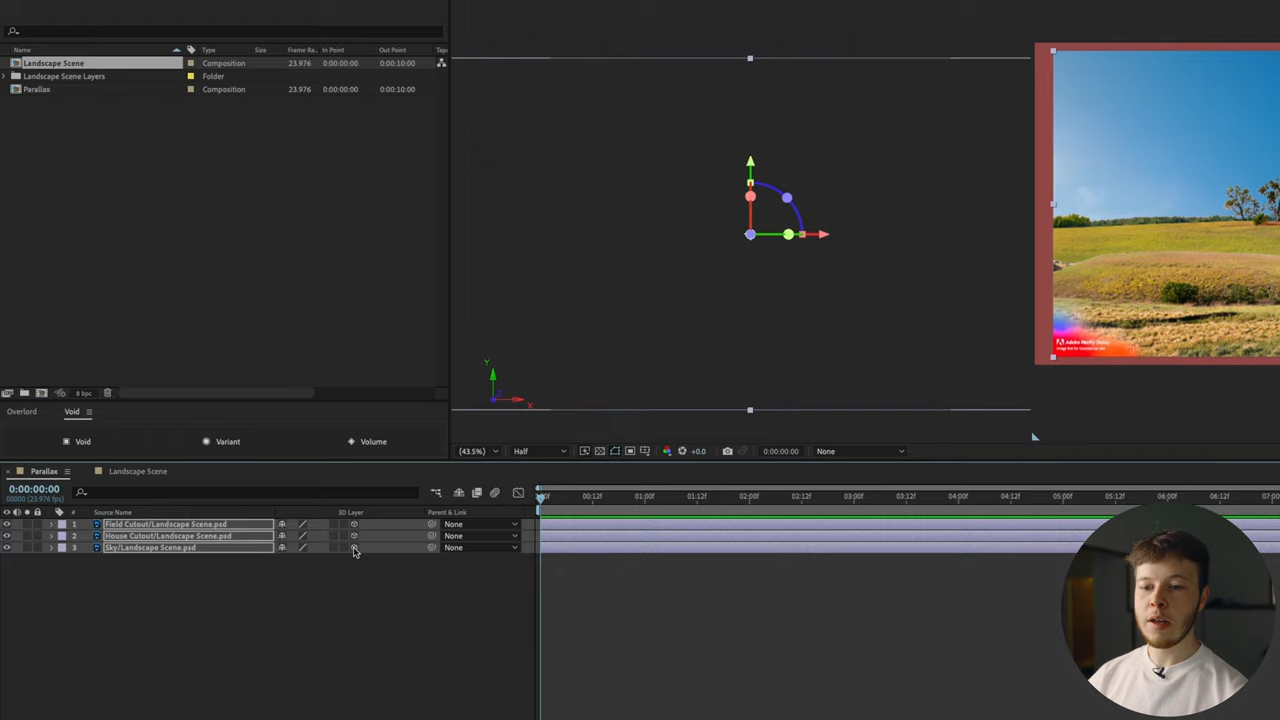 Name Type Size Frame Ra.. In Point Out Point Tap
Landscape Scene Composition 23.976 0:00:00:00 0:00:10:00
Landscape Scene Layers Folder
Parallax Composition 23.976 0:00:00:00 0:00:10:00
Adobe Firefly (Beta)
Y
X
8 bpc
Overlord Void
Void Variant Volume
(43.5%) Half +0.0 0:00:00:00 None
Parallax Landscape Scene
0:00:00:00
00000 (23.976 fps)
:00f 00:12f 01:00f 01:12f 02:00f 02:12f 03:00f 03:12f 04:00f 04:12f 05:00f 05:12f 06:00f 06:12f 07:00
# Source Name 3D Layer Parent & Link
1 Field Cutout/Landscape Scene.psd None
2 House Cutout/Landscape Scene.psd None
3 Sky/Landscape Scene.psd None